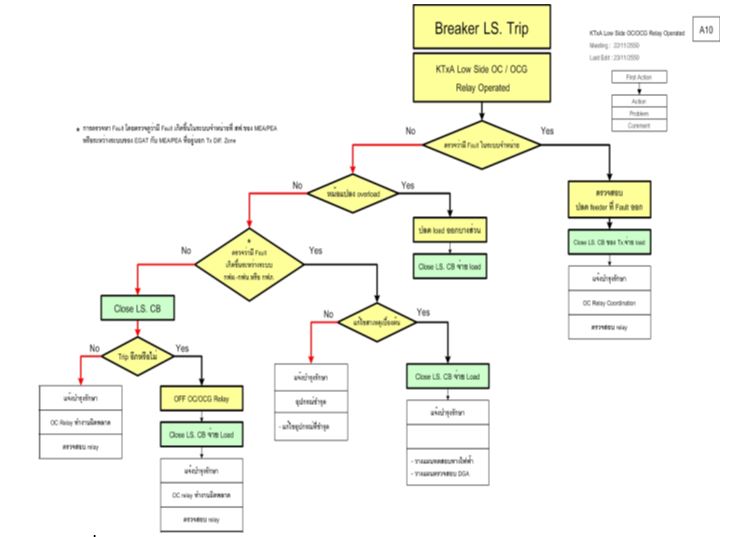 Breaker LS. Trip
KTxA Low Side OC / OCG
Relay Operated
KTxA Low Side OC/OCG Relay Operated
Meeting : 23/11/2550
Last Edit : 23/11/2550
A10
First Action
Action
Problem
Comment
* การตรวจหา Fault โดยตรวจดูว่ามี Fault เกิดขึ้นในระบบจำหน่ายที่ สฟ ของ MEA/PEA
หรือระหว่างระบบของ EGAT กับ MEA/PEA ที่อยู่นอก Tx Diff. Zone
No
ตรวจว่ามี Fault ในระบบจำหน่าย
Yes
No
หม้อแปลง overload
Yes
ตรวจสอบ
ปลด feeder ที่ Fault ออก
ปลด load ออกบางส่วน
Close LS. CB จ่าย load
Close LS. CB ของ Tx จ่าย load
แจ้งบำรุงรักษา
OC Relay Coordination
ตรวจสอบ relay
No
*
ตรวจว่ามี Fault
เกิดขึ้นระหว่างระบบ
กฟผ.-กฟน. หรือ กฟภ.
Yes
Close LS. CB
No
แก้ไขสาเหตุเบื้องต้น
Yes
No
Trip อีกหรือไม่
Yes
แจ้งบำรุงรักษา
OC Relay ทำงานผิดพลาด
ตรวจสอบ relay
OFF OC/OCG Relay
Close LS. CB จ่าย Load
แจ้งบำรุงรักษา
OC relay ทำงานผิดพลาด
ตรวจสอบ relay
แจ้งบำรุงรักษา
อุปกรณ์ชำรุด
- แก้ไขอุปกรณ์ที่ชำรุด
Close LS. CB จ่าย Load
แจ้งบำรุงรักษา
- วางแผนทดสอบทางไฟฟ้า
- วางแผนตรวจสอบ DGA